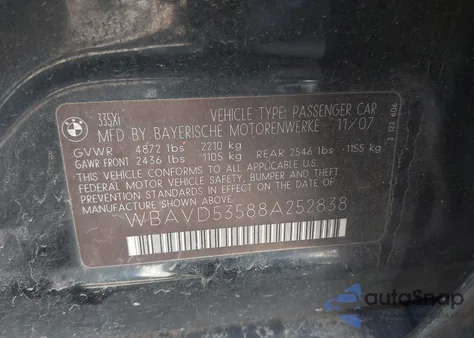 BMW
335Xi
VEHICLE TYPE: PASSENGER CAR
MFD BY BAYERISCHE MOTORENWERKE 11/07
GVWR 4872 lbs 2210 kg
GAWR FRONT 2436 lbs 1105 kg REAR 2546 lbs 1155 kg
THIS VEHICLE CONFORMS TO ALL APPLICABLE U.S.
FEDERAL MOTOR VEHICLE SAFETY BUMPER AND
THEFT PREVENTION STANDARDS IN EFFECT ON DATE OF
MANUFACTURE SHOWN ABOVE.
WBAVD53588A252838
autoSnap